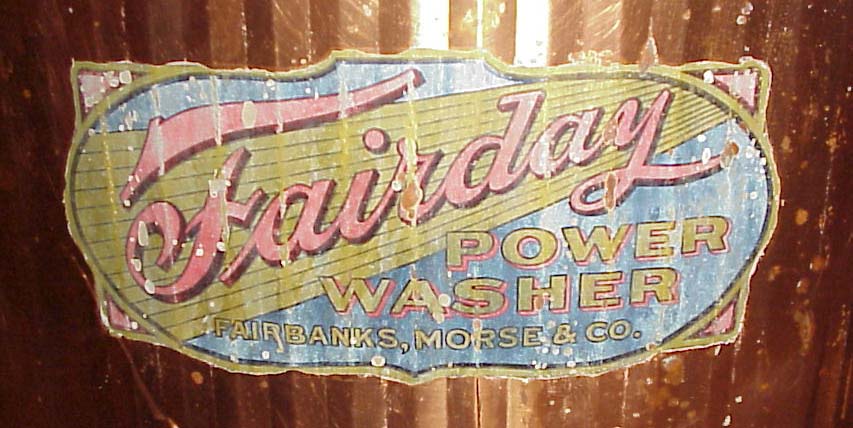 Fairday
POWER
WASHER
FAIRBANKS, MORSE & CO.